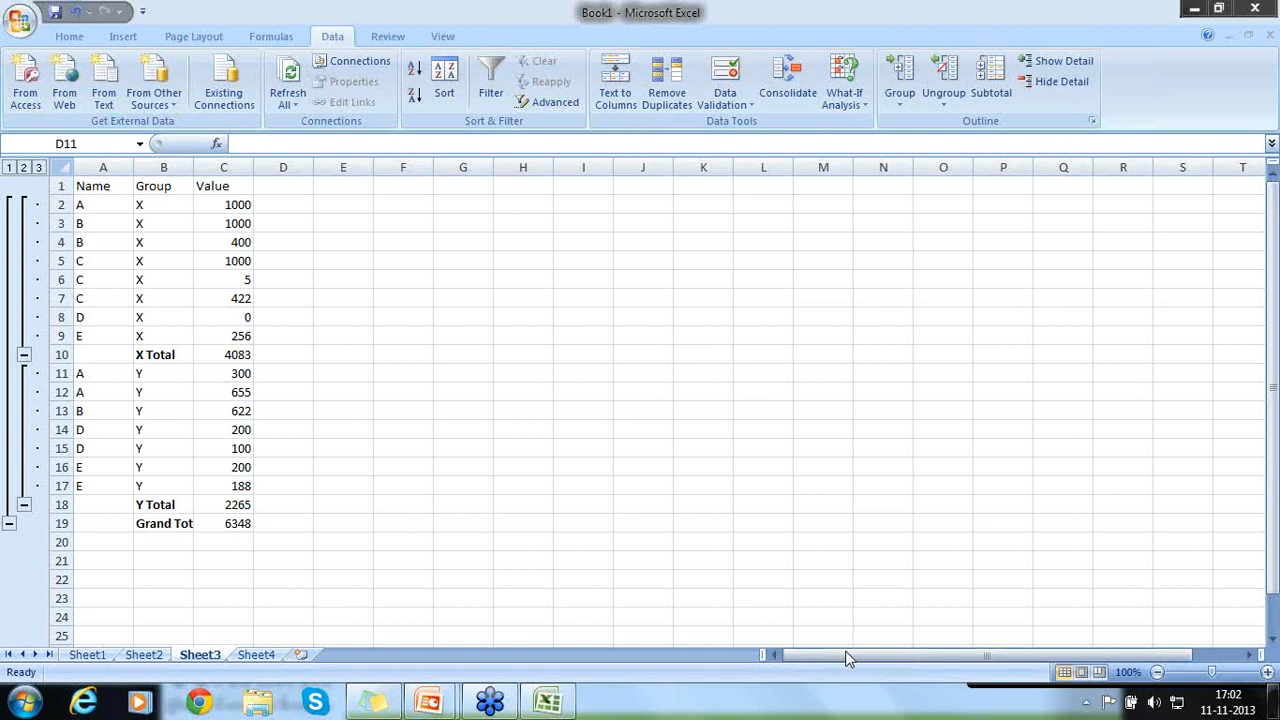 Book1 - Microsoft Excel
Home Insert Page Layout Formulas Data Review View
From Access
From Web
From Text
From Other Sources
Existing Connections
Get External Data
Refresh All
Connections
Properties
Edit Links
Connections
Sort
Filter
Clear
Reapply
Advanced
Sort & Filter
Text to Columns
Remove Duplicates
Data Validation
Consolidate
What-If Analysis
Data Tools
Group
Ungroup
Subtotal
Show Detail
Hide Detail
Outline
D11 fx
1 2 3 A B C D E F G H I J K L M N O P Q R S T
1 Name Group Value
2 A X 1000
3 B X 1000
4 B X 400
5 C X 1000
6 C X 5
7 C X 422
8 D X 0
9 E X 256
10 X Total 4083
11 A Y 300
12 A Y 655
13 B Y 622
14 D Y 200
15 D Y 100
16 E Y 200
17 E Y 188
18 Y Total 2265
19 Grand Tot 6348
20
21
22
23
24
25
Sheet1 Sheet2 Sheet3 Sheet4
Ready 100%
17:02
11-11-2013